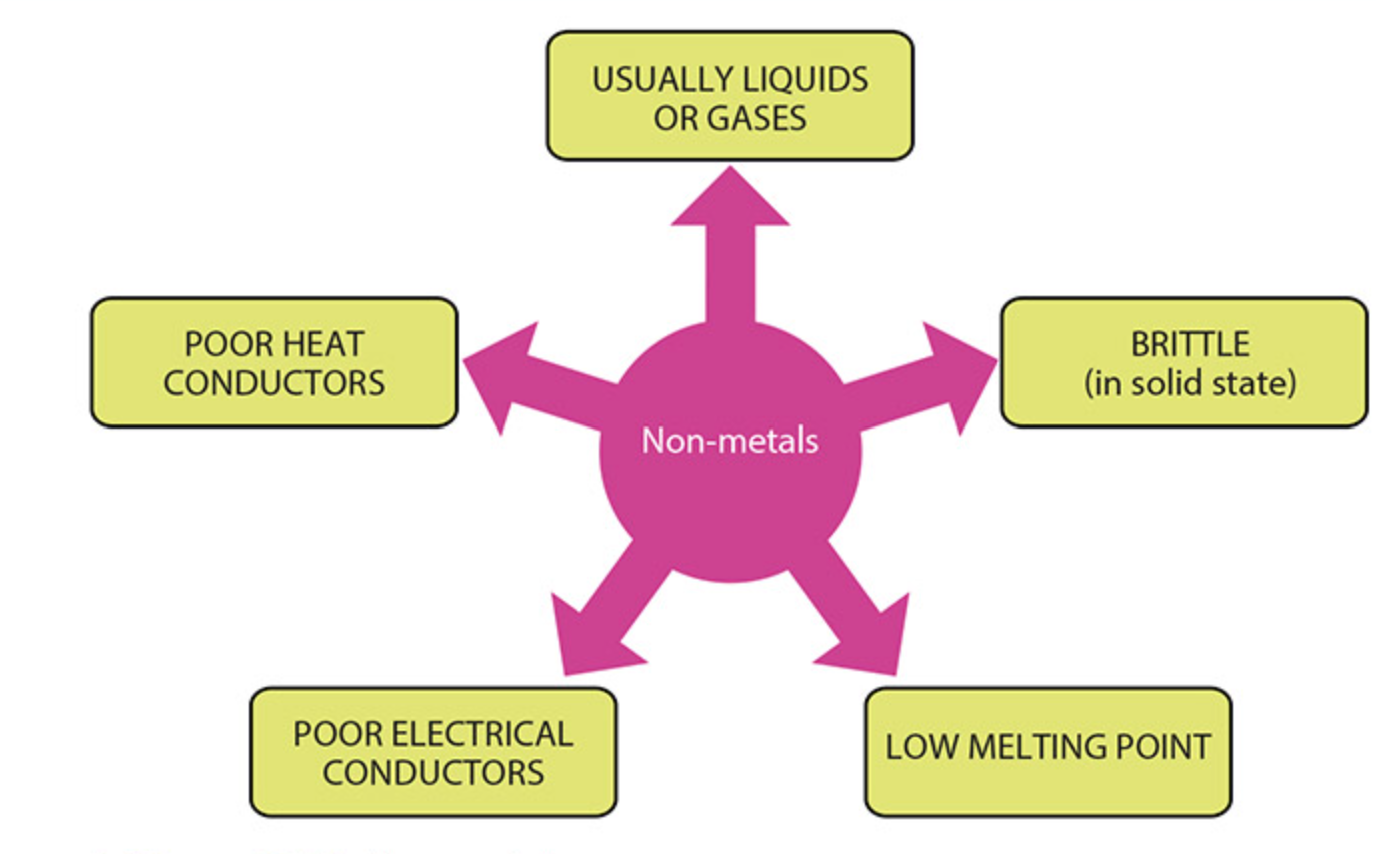 USUALLY LIQUIDS
OR GASES
POOR HEAT
CONDUCTORS
BRITTLE
(in solid state)
Non-metals
POOR ELECTRICAL
CONDUCTORS
LOW MELTING POINT